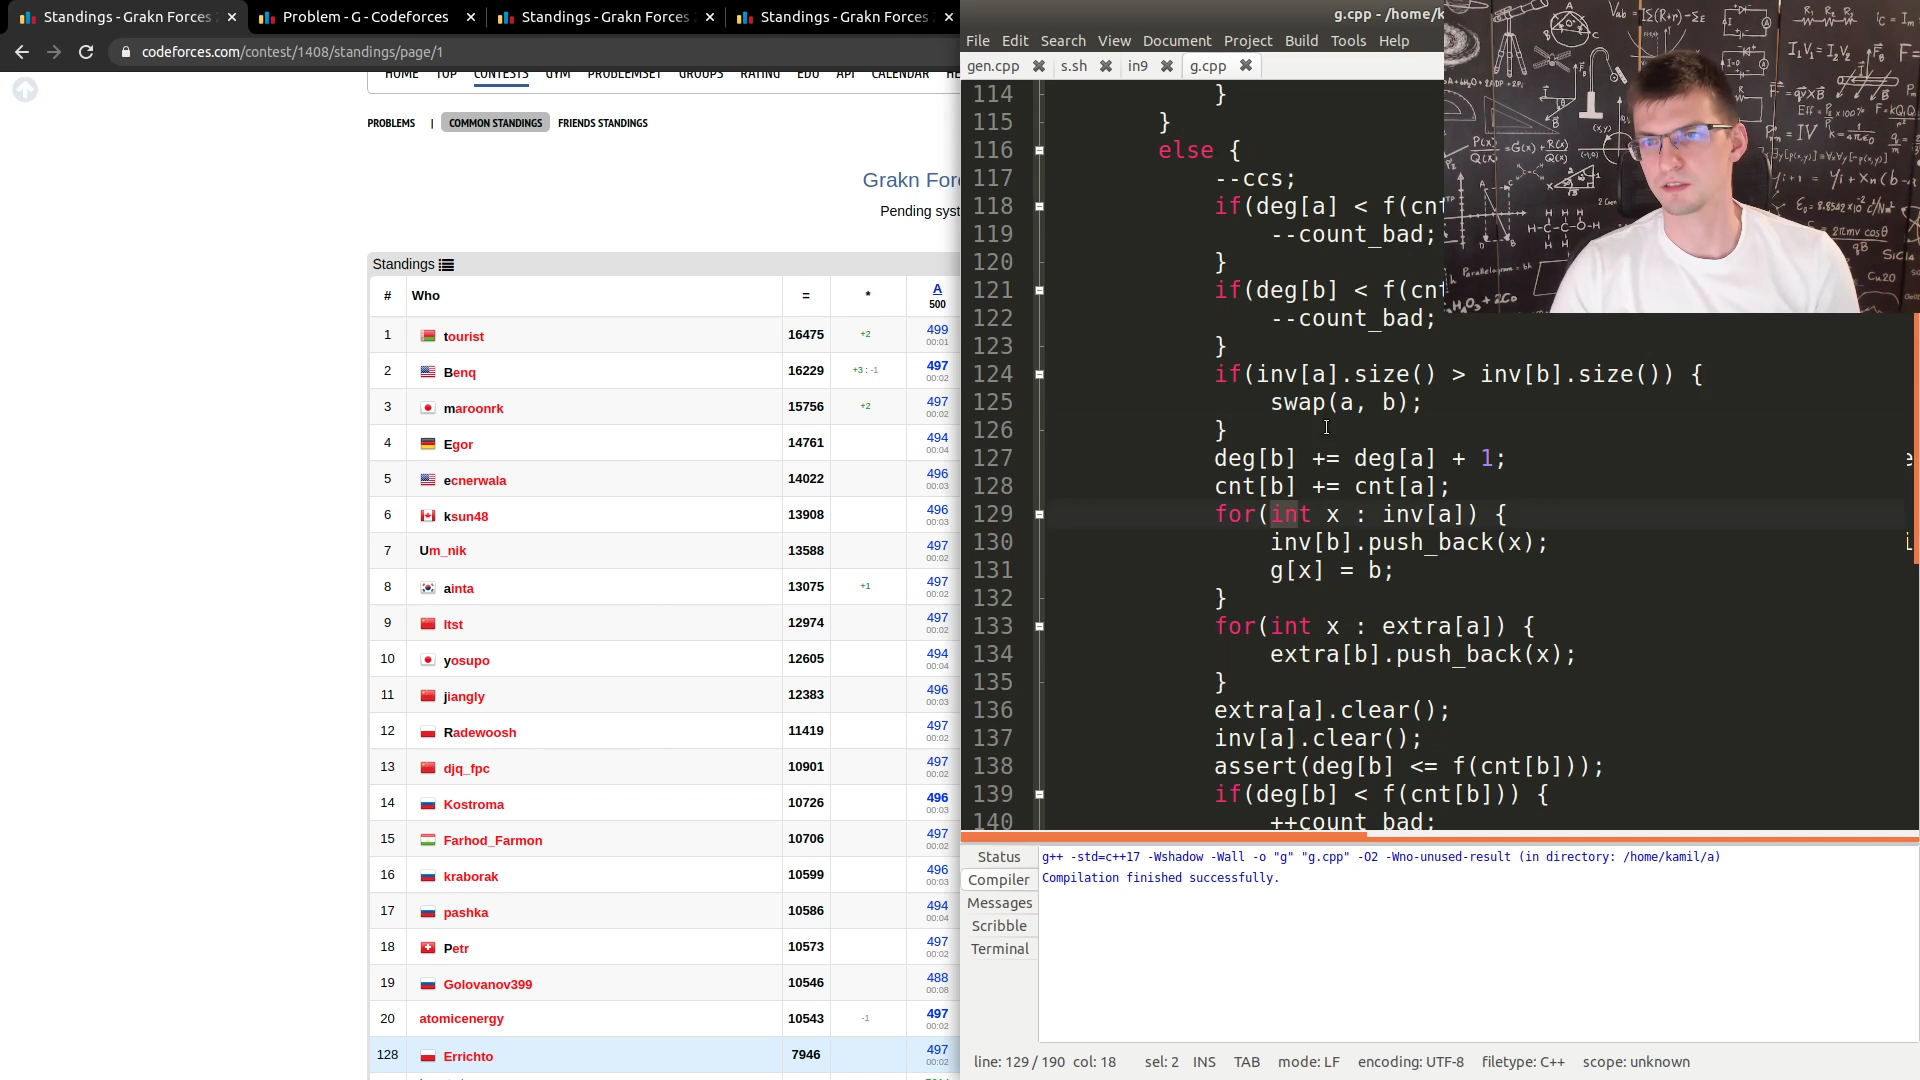 Standings - Grakn Forces
Problem - G - Codeforces
Standings - Grakn Forces
Standings - Grakn Forces 2
codeforces.com/contest/1408/standings/page/1
HOME TOP CONTESTS GYM PROBLEMSET GROUPS RATING EDU API CALENDAR HE
PROBLEMS | COMMON STANDINGS FRIENDS STANDINGS
Grakn Ford
Pending syst
Standings
# Who = * A
500
1 tourist 16475 +2 499
00:01
2 Benq 16229 +3 : -1 497
00:02
3 maroonrk 15756 +2 497
00:02
4 Egor 14761 494
00:04
5 ecnerwala 14022 496
00:03
6 ksun48 13908 496
00:03
7 Um_nik 13588 497
00:02
8 ainta 13075 +1 497
00:02
9 ltst 12974 497
00:02
10 yosupo 12605 494
00:04
11 jiangly 12383 496
00:03
12 Radewoosh 11419 497
00:02
13 djq_fpc 10901 497
00:02
14 Kostroma 10726 496
00:03
15 Farhod_Farmon 10706 497
00:02
16 kraborak 10599 496
00:03
17 pashka 10586 494
00:04
18 Petr 10573 497
00:02
19 Golovanov399 10546 488
00:08
20 atomicenergy 10543 -1 497
00:02
128 Errichto 7946 497
00:02
g.cpp - /home/k
File Edit Search View Document Project Build Tools Help
gen.cpp s.sh in9 g.cpp
114 }
115 }
116 else {
117 --ccs;
118 if(deg[a] < f(cnt
119 --count_bad;
120 }
121 if(deg[b] < f(cnt
122 --count_bad;
123 }
124 if(inv[a].size() > inv[b].size()) {
125 swap(a, b);
126 }
127 deg[b] += deg[a] + 1;
128 cnt[b] += cnt[a];
129 for(int x : inv[a]) {
130 inv[b].push_back(x);
131 g[x] = b;
132 }
133 for(int x : extra[a]) {
134 extra[b].push_back(x);
135 }
136 extra[a].clear();
137 inv[a].clear();
138 assert(deg[b] <= f(cnt[b]));
139 if(deg[b] < f(cnt[b])) {
140 ++count_bad;
Status
Compiler
Messages
Scribble
Terminal
g++ -std=c++17 -Wshadow -Wall -o "g" "g.cpp" -O2 -Wno-unused-result (in directory: /home/kamil/a)
Compilation finished successfully.
line: 129 / 190 col: 18 sel: 2 INS TAB mode: LF encoding: UTF-8 filetype: C++ scope: unknown